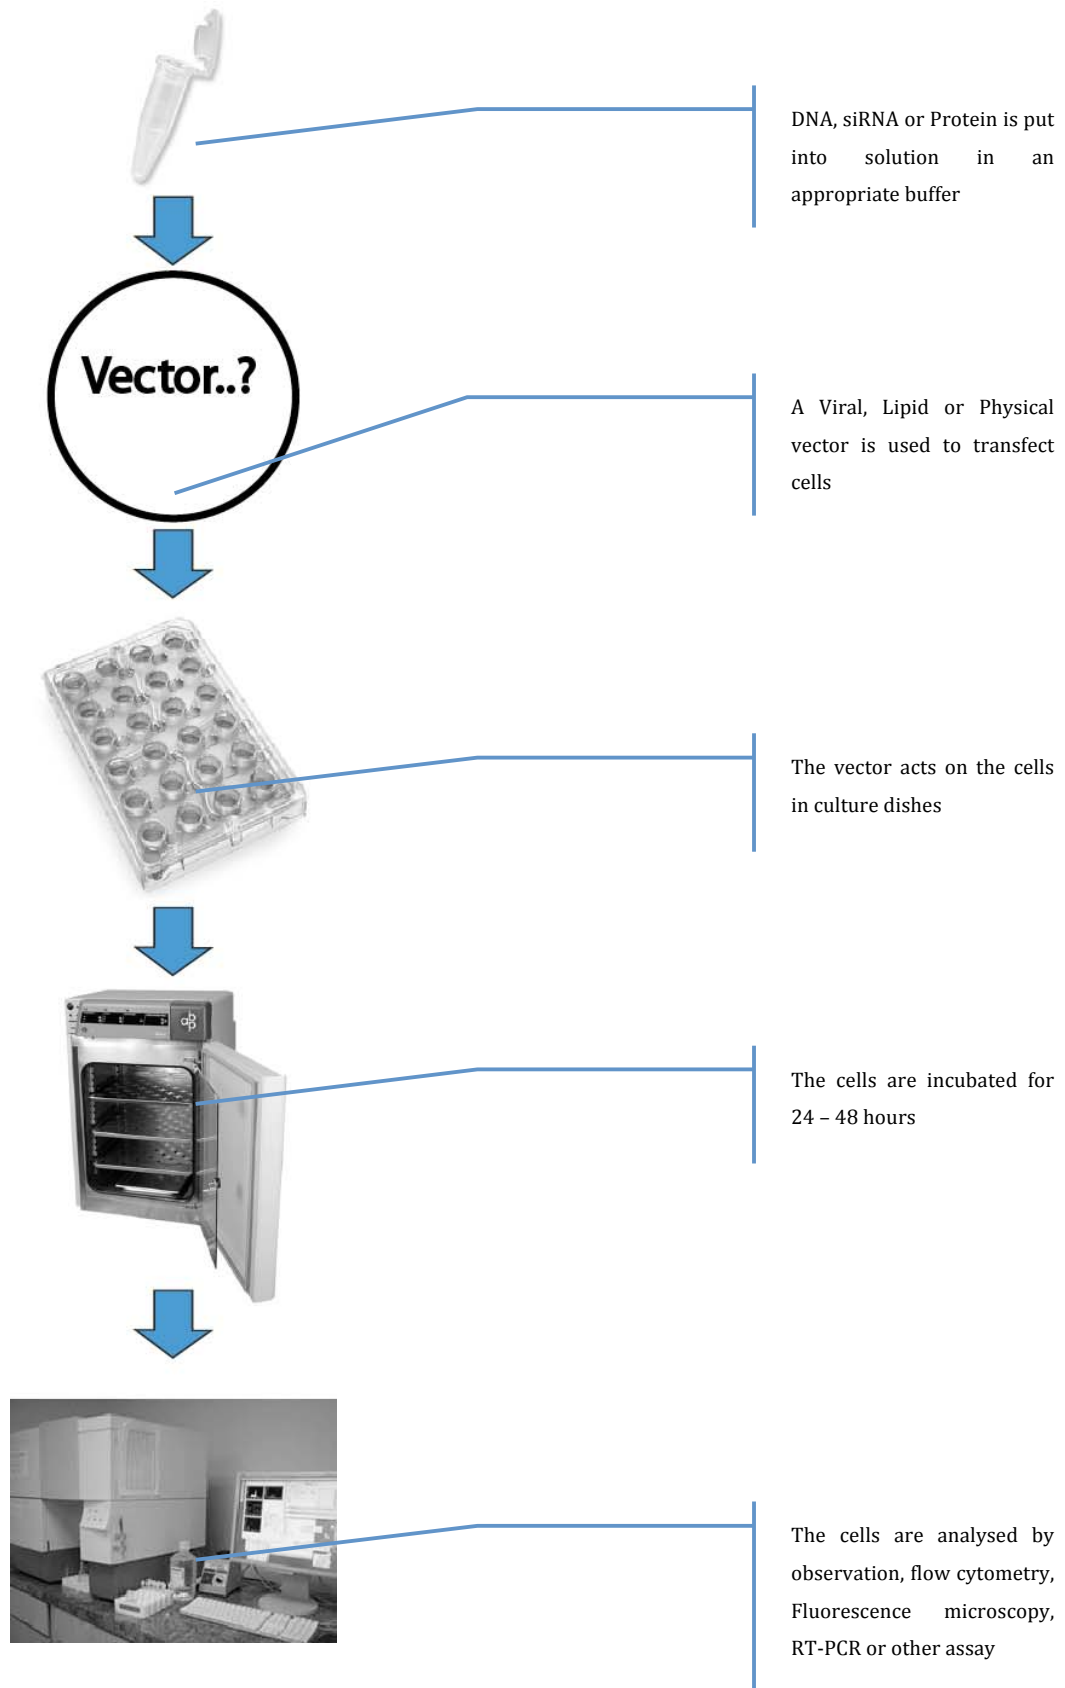 DNA, siRNA or Protein is put
into solution in an
appropriate buffer
Vector..?
A Viral, Lipid or Physical
vector is used to transfect
cells
The vector acts on the cells
in culture dishes
The cells are incubated for
24 – 48 hours
The cells are analysed by
observation, flow cytometry,
Fluorescence microscopy,
RT-PCR or other assay